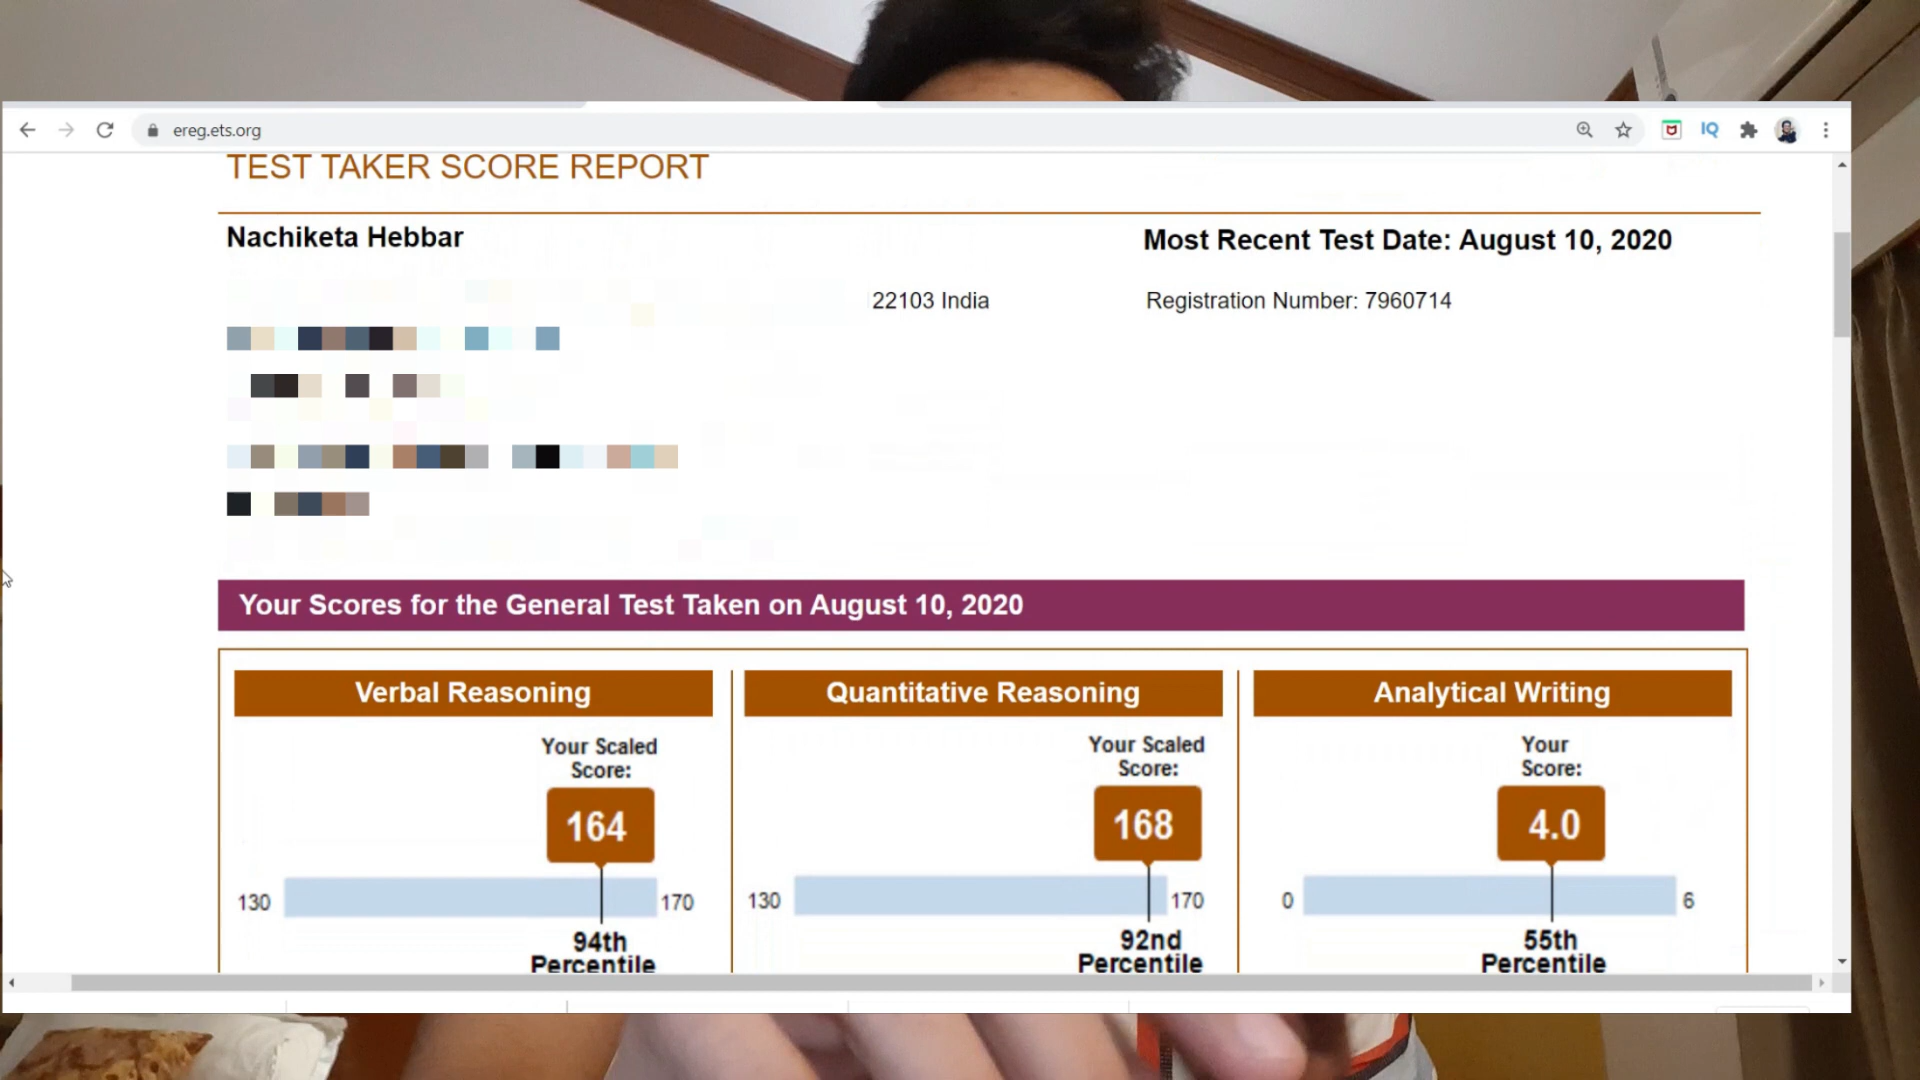 ereg.ets.org
IQ
TEST TAKER SCORE REPORT
Nachiketa Hebbar
Most Recent Test Date: August 10, 2020
22103 India
Registration Number: 7960714
Your Scores for the General Test Taken on August 10, 2020
Verbal Reasoning
Your Scaled
Score:
164
130
170
94th
Percentile
Quantitative Reasoning
Your Scaled
Score:
168
130
170
92nd
Percentile
Analytical Writing
Your
Score:
4.0
0
6
55th
Percentile